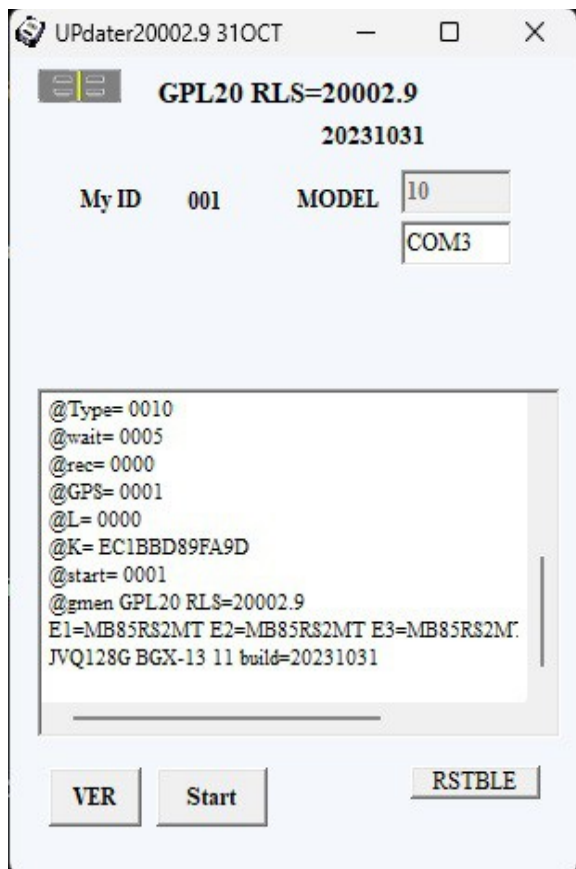 UPdater20002.9 31OCT
GPL20 RLS=20002.9
20231031
My ID 001 MODEL 10
COM3
@Type= 0010
@wait= 0005
@rec= 0000
@GPS= 0001
@L= 0000
@K= EC1BBD89FA9D
@start= 0001
@gmen GPL20 RLS=20002.9
E1=MB85RS2MT E2=MB85RS2MT E3=MB85RS2MT
JVQ128G BGX-13 11 build=20231031
VER Start RSTBLE